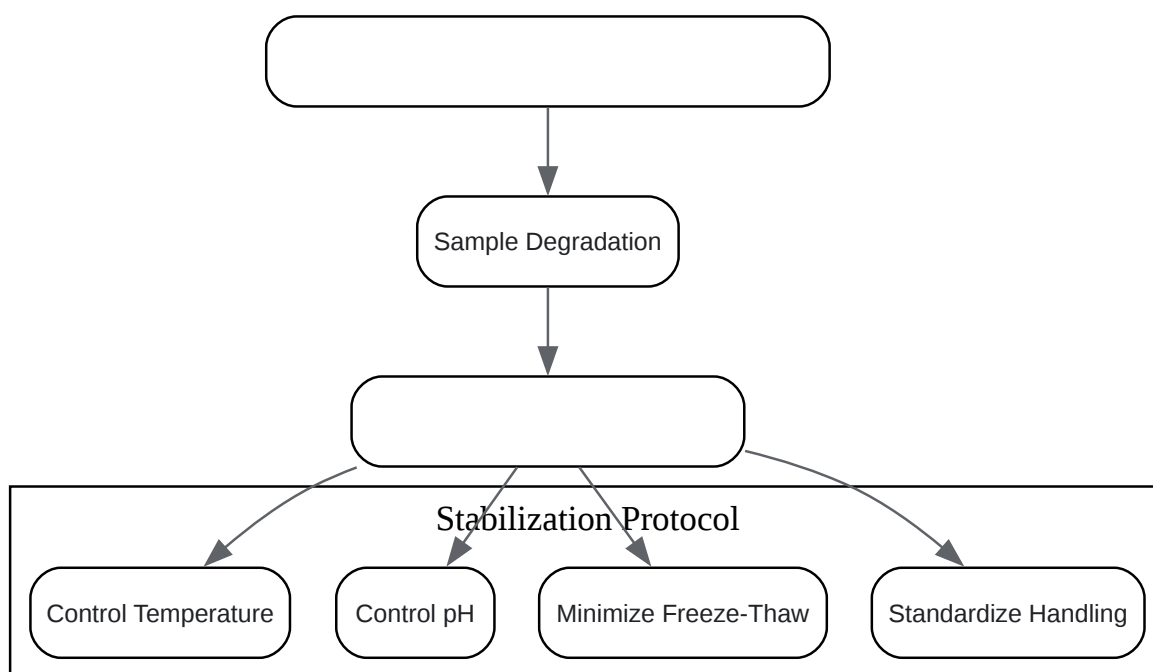 Sample Degradation
Stabilization Protocol
Control Temperature
Control pH
Minimize Freeze-Thaw
Standardize Handling